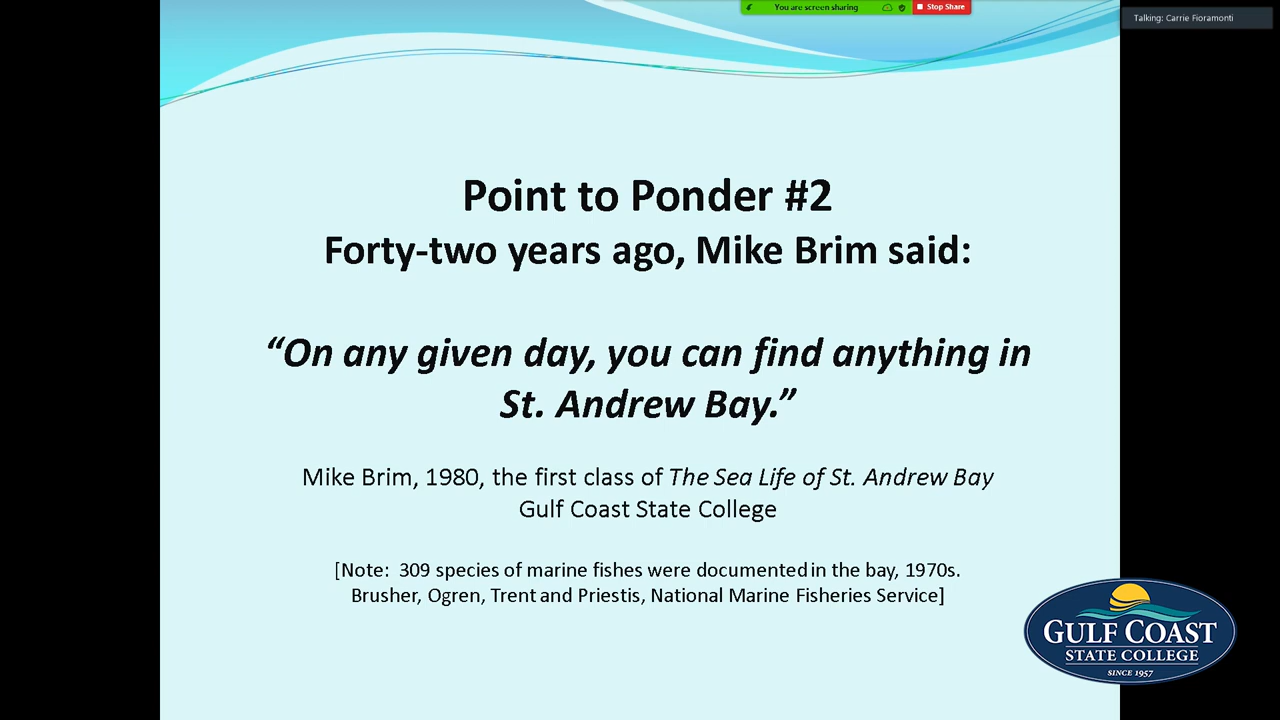 You are screen sharing
Stop Share
Talking: Carrie Fioramonti
Point to Ponder #2
Forty-two years ago, Mike Brim said:
“On any given day, you can find anything in
St. Andrew Bay.”
Mike Brim, 1980, the first class of The Sea Life of St. Andrew Bay
Gulf Coast State College
[Note: 309 species of marine fishes were documented in the bay, 1970s.
Brusher, Ogren, Trent and Priestis, National Marine Fisheries Service]
GULF COAST
STATE COLLEGE
SINCE 1957